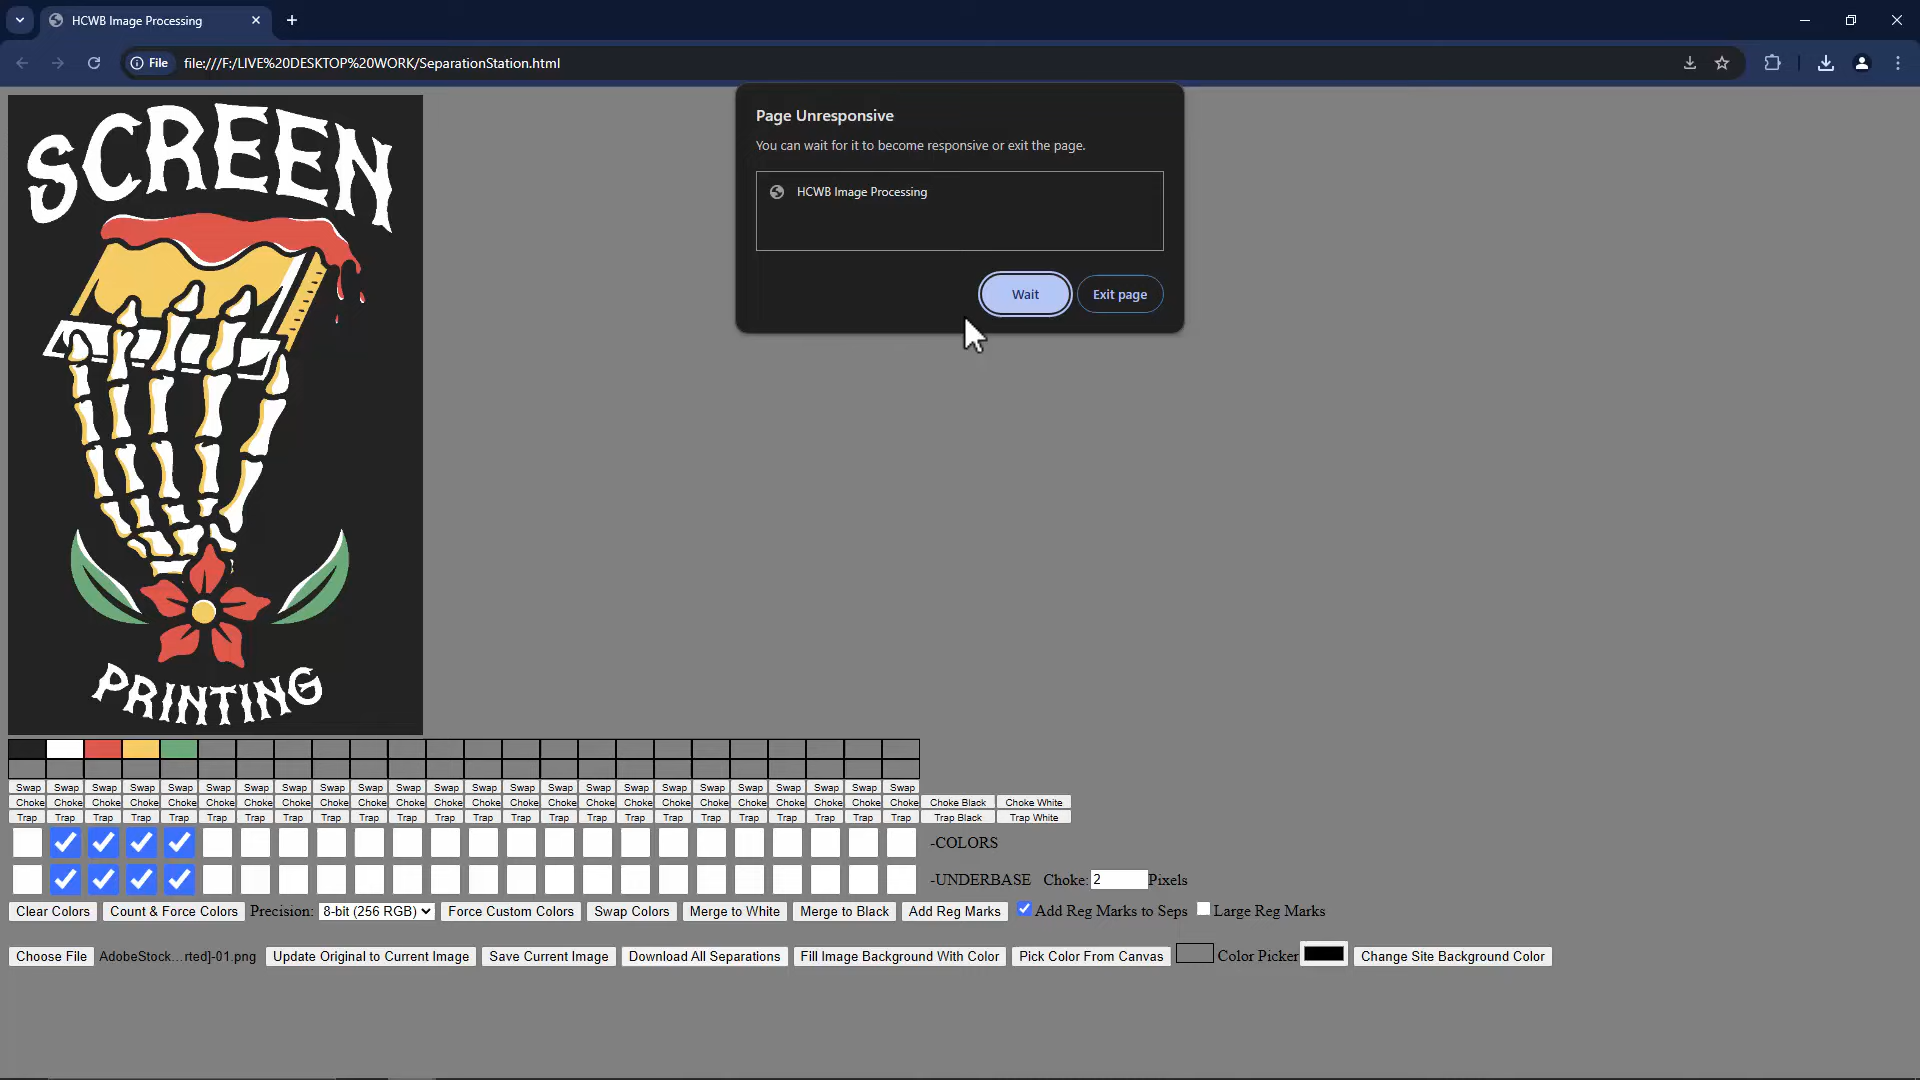 HCWB Image Processing
File
file:///F:/LIVE%20DESKTOP%20WORK/SeparationStation.html
Page Unresponsive
You can wait for it to become responsive or exit the page.
HCWB Image Processing
Wait Exit page
SCREEN
PRINTING
Swap Swap Swap Swap Swap Swap Swap Swap Swap Swap Swap Swap Swap Swap Swap Swap Swap Swap Swap Swap Swap Swap Swap Swap
Choke Choke Choke Choke Choke Choke Choke Choke Choke Choke Choke Choke Choke Choke Choke Choke Choke Choke Choke Choke Choke Choke Choke Choke Choke Black Choke White
Trap Trap Trap Trap Trap Trap Trap Trap Trap Trap Trap Trap Trap Trap Trap Trap Trap Trap Trap Trap Trap Trap Trap Trap Trap Black Trap White
-COLORS
-UNDERBASE Choke: 2 Pixels
Clear Colors Count & Force Colors Precision: 8-bit (256 RGB) Force Custom Colors Swap Colors Merge to White Merge to Black Add Reg Marks Add Reg Marks to Seps Large Reg Marks
Choose File AdobeStock...rted]-01.png Update Original to Current Image Save Current Image Download All Separations Fill Image Background With Color Pick Color From Canvas Color Picker Change Site Background Color